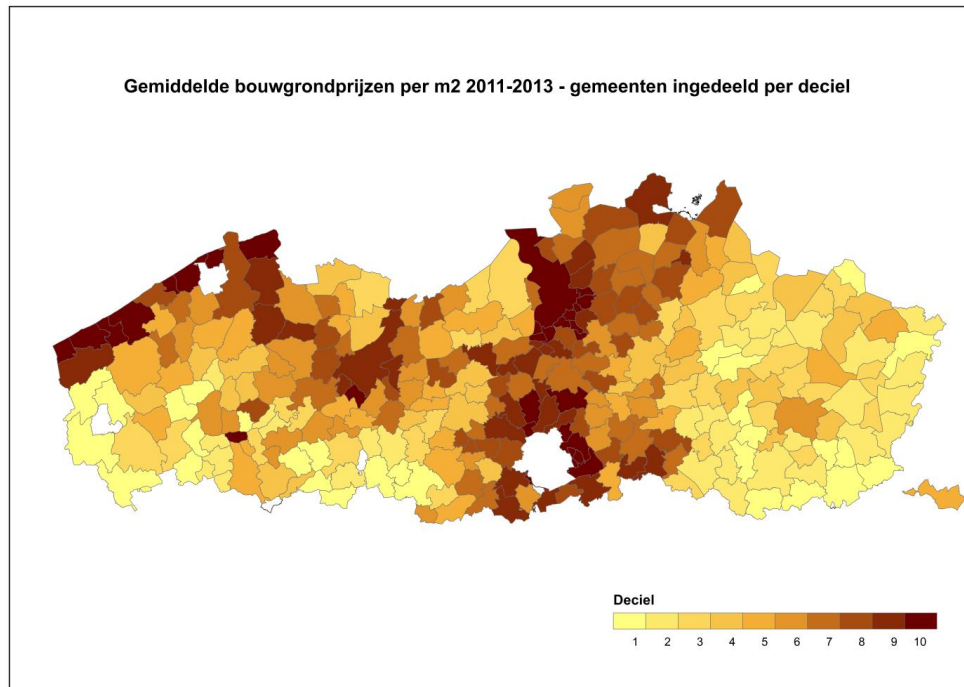 Gemiddelde bouwgrondprijzen per m2 2011-2013 - gemeenten ingedeeld per deciel
Deciel
1 2 3 4 5 6 7 8 9 10